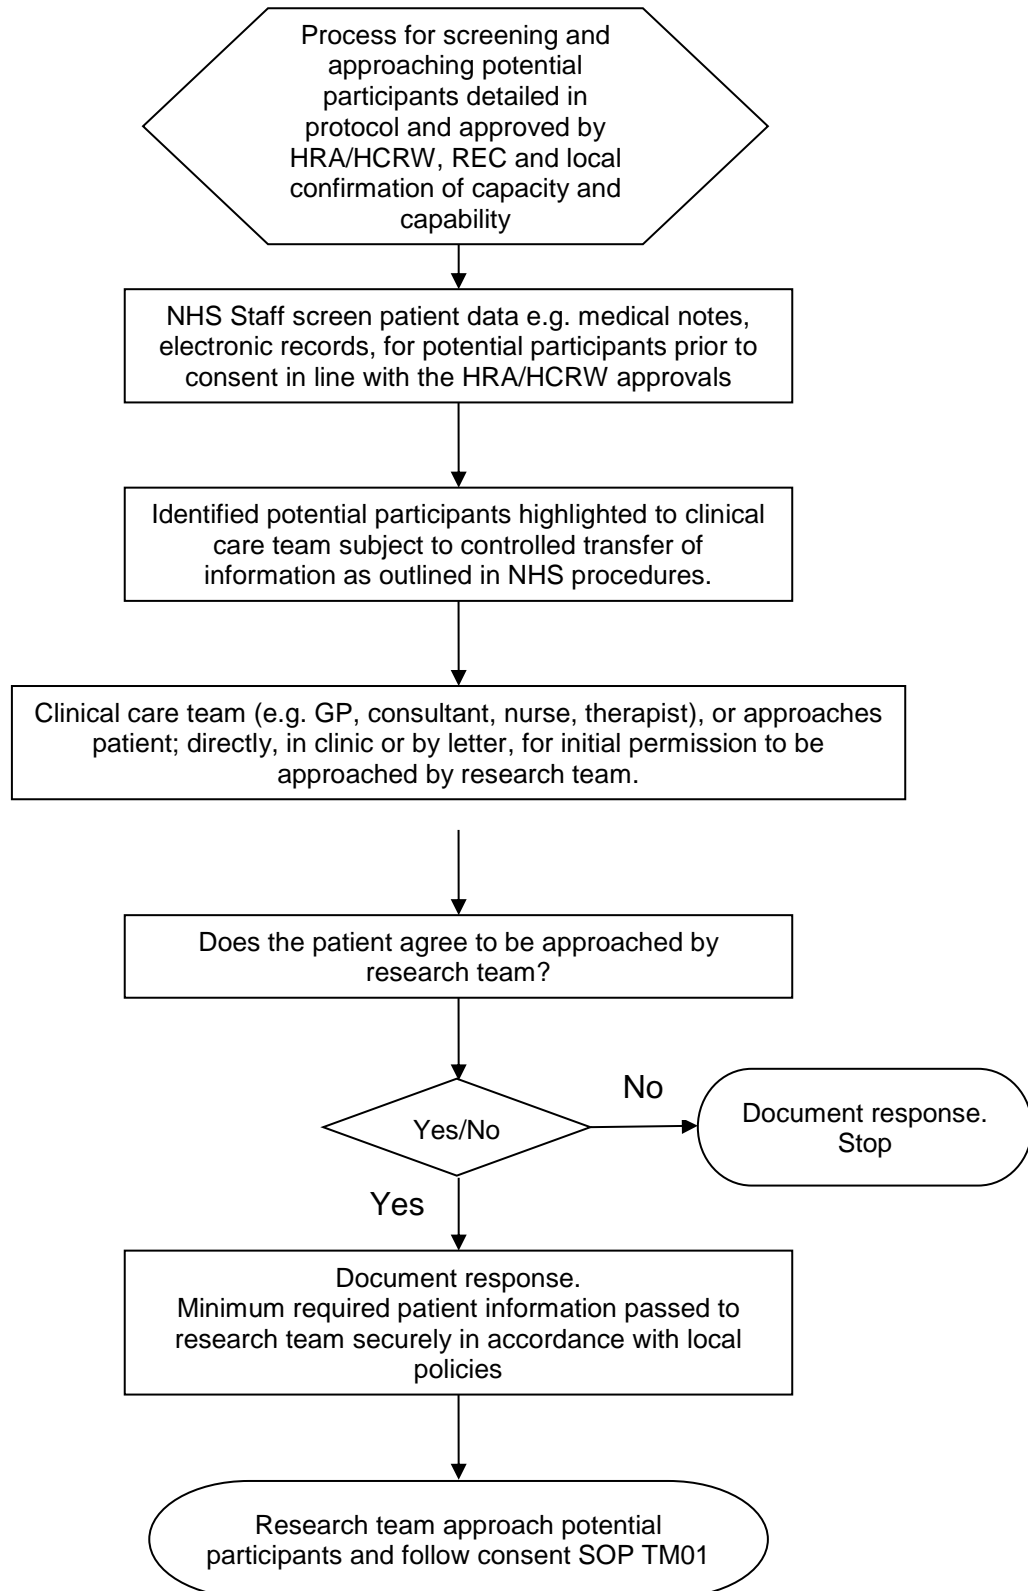 Process for screening and
approaching potential
participants detailed in
protocol and approved by
HRA/HCRW, REC and local
confirmation of capacity and
capability
NHS Staff screen patient data e.g. medical notes,
electronic records, for potential participants prior to
consent in line with the HRA/HCRW approvals
Identified potential participants highlighted to clinical
care team subject to controlled transfer of
information as outlined in NHS procedures.
Clinical care team (e.g. GP, consultant, nurse, therapist), or approaches
patient; directly, in clinic or by letter, for initial permission to be
approached by research team.
Does the patient agree to be approached by
research team?
Yes/No
No
Document response.
Stop
Yes
Document response.
Minimum required patient information passed to
research team securely in accordance with local
policies
Research team approach potential
participants and follow consent SOP TM01